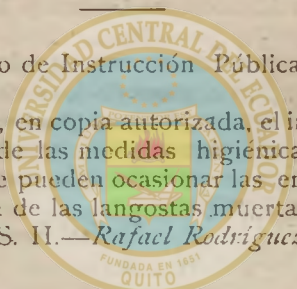 o de Instrucción Pública
, en copia autorizada, el i
de las medidas higiénica
e pueden ocasionar las en
de las langostas muerta
S. H.—Rafael Rodríguez
UNIVERSIDAD CENTRAL DEL ECUADOR
FUNDADA EN 1651
QUITO